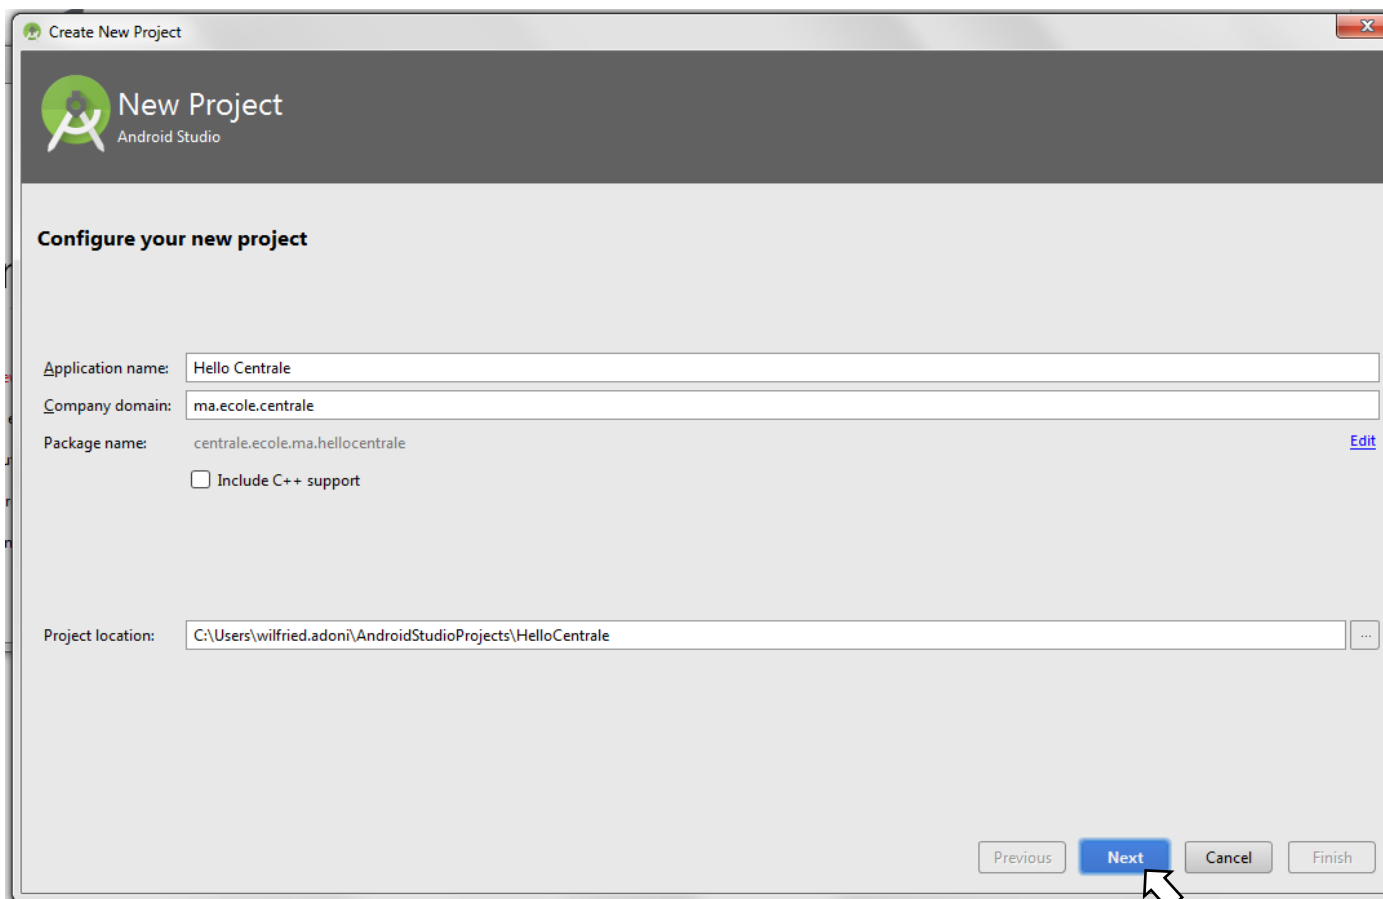 Create New Project
New Project
Android Studio
Configure your new project
Application name: Hello Centrale
Company domain: ma.ecole.centrale
Package name: centrale.ecole.ma.hellocentrale Edit
Include C++ support
Project location: C:\Users\wilfried.adoni\AndroidStudioProjects\HelloCentrale ...
Previous Next Cancel Finish